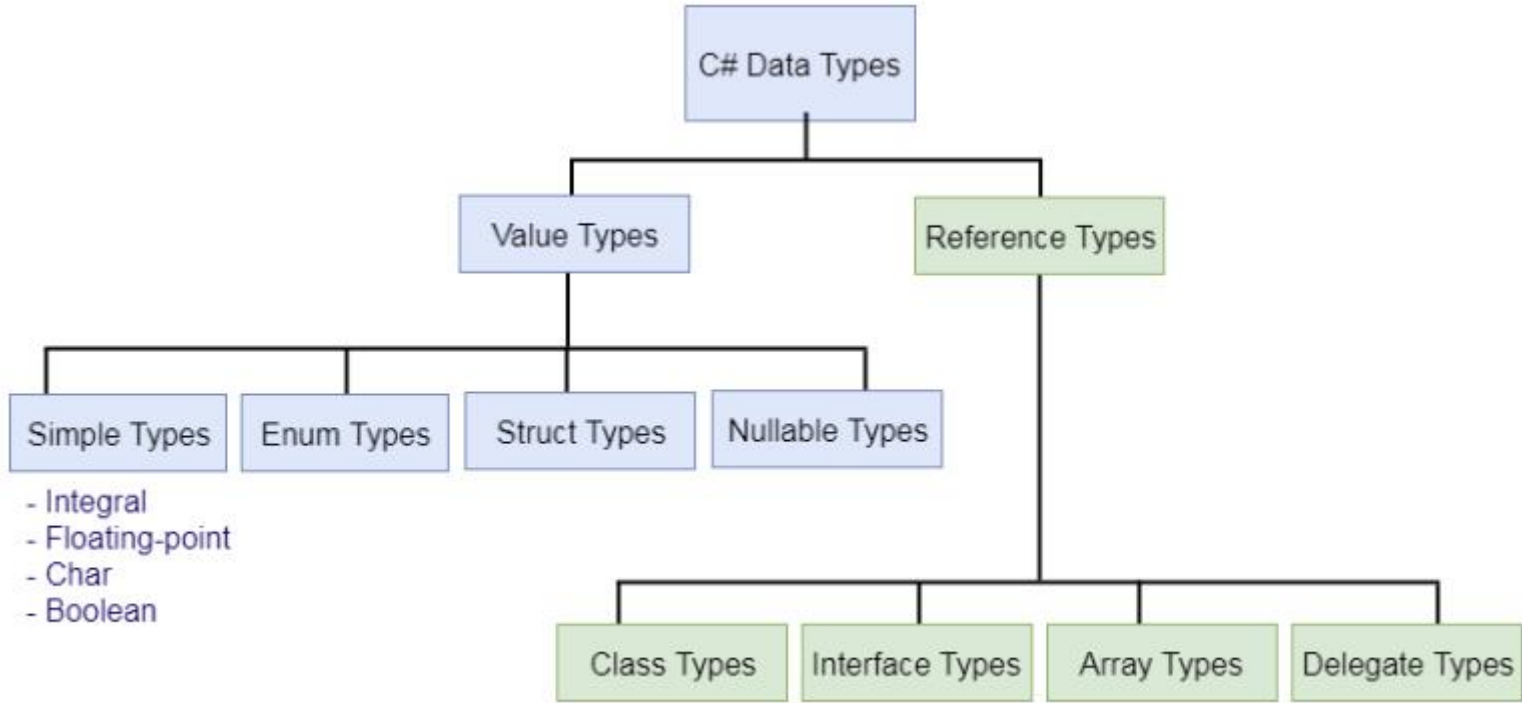 C# Data Types
Value Types
Reference Types
Simple Types
Enum Types
Struct Types
Nullable Types
- Integral
- Floating-point
- Char
- Boolean
Class Types
Interface Types
Array Types
Delegate Types